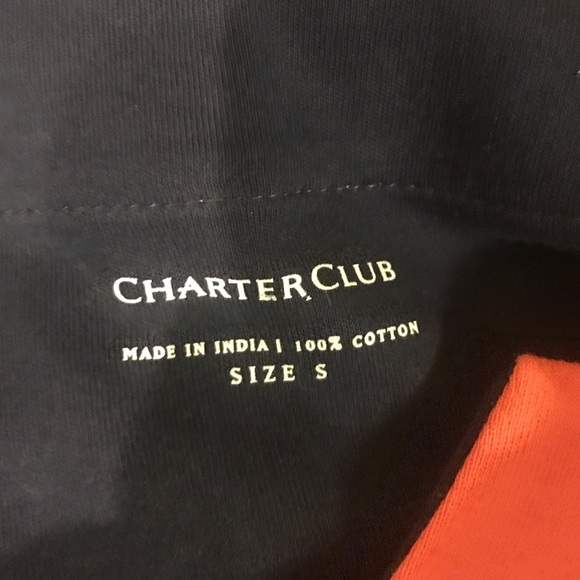 CHARTER CLUB
MADE IN INDIA | 100% COTTON
SIZE S